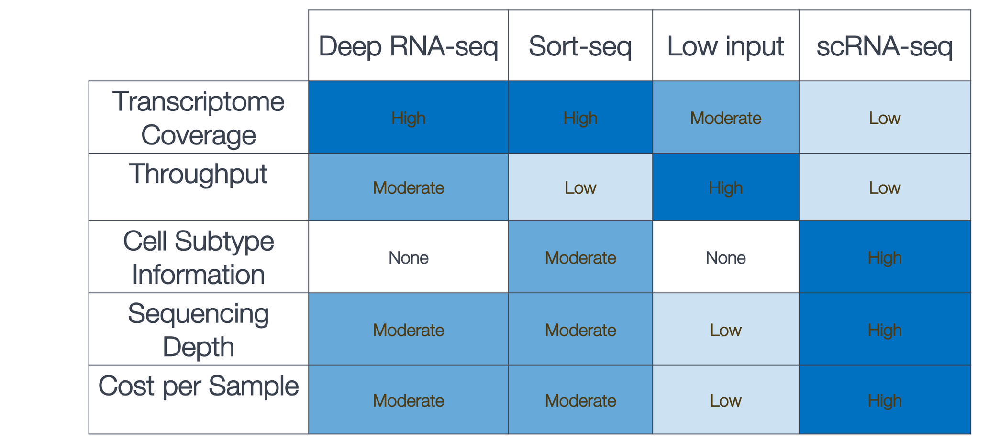 Deep RNA-seq Sort-seq Low input scRNA-seq
Transcriptome
Coverage
High High Moderate Low
Throughput
Moderate Low High Low
Cell Subtype
Information
None Moderate None High
Sequencing
Depth
Moderate Moderate Low High
Cost per Sample
Moderate Moderate Low High